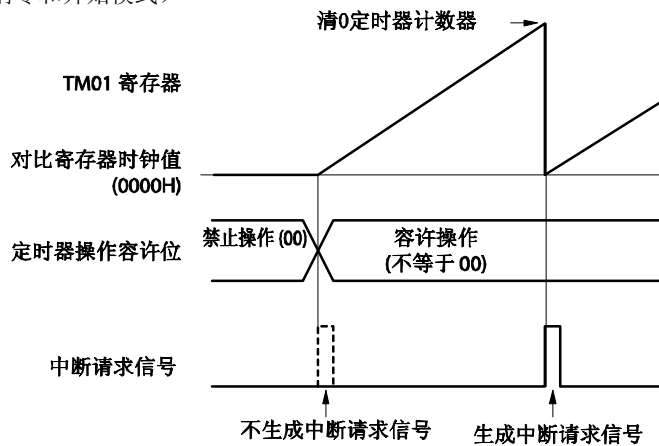 清0定时器计数器
TM01 寄存器
对比寄存器时钟值
(0000H)
定时器操作容许位
禁止操作 (00)
容许操作
(不等于 00)
中断请求信号
不生成中断请求信号
生成中断请求信号